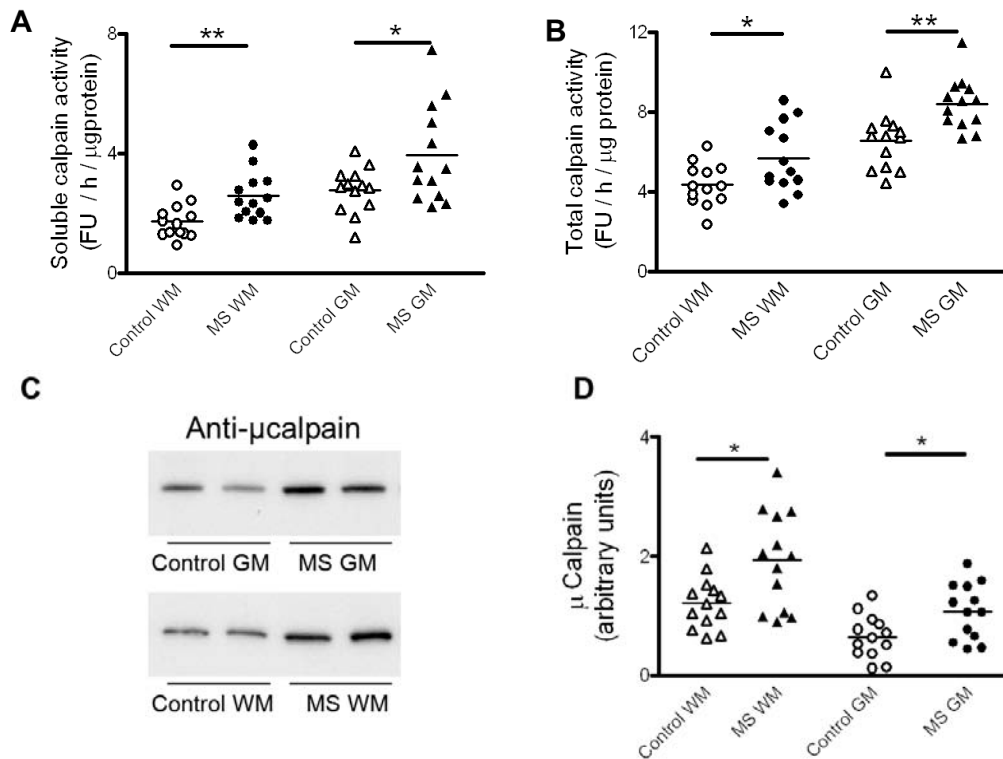 A
Soluble calpain activity
(FU / h / μgprotein)
8
4
0
**
*
Control WM
MS WM
Control GM
MS GM
B
Total calpain activity
(FU / h / μg protein)
12
8
4
0
*
**
Control WM
MS WM
Control GM
MS GM
C
Anti-μcalpain
Control GM MS GM
Control WM MS WM
D
μ Calpain
(arbitrary units)
4
2
0
*
*
Control WM
MS WM
Control GM
MS GM